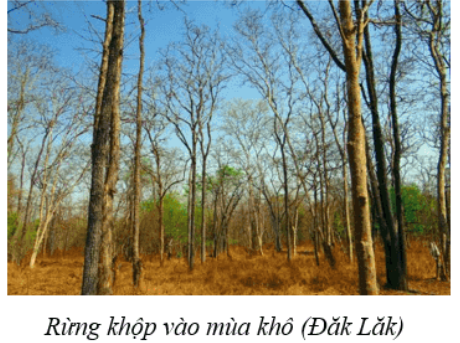 Rừng khộp vào mùa khô (Đăk Lăk)